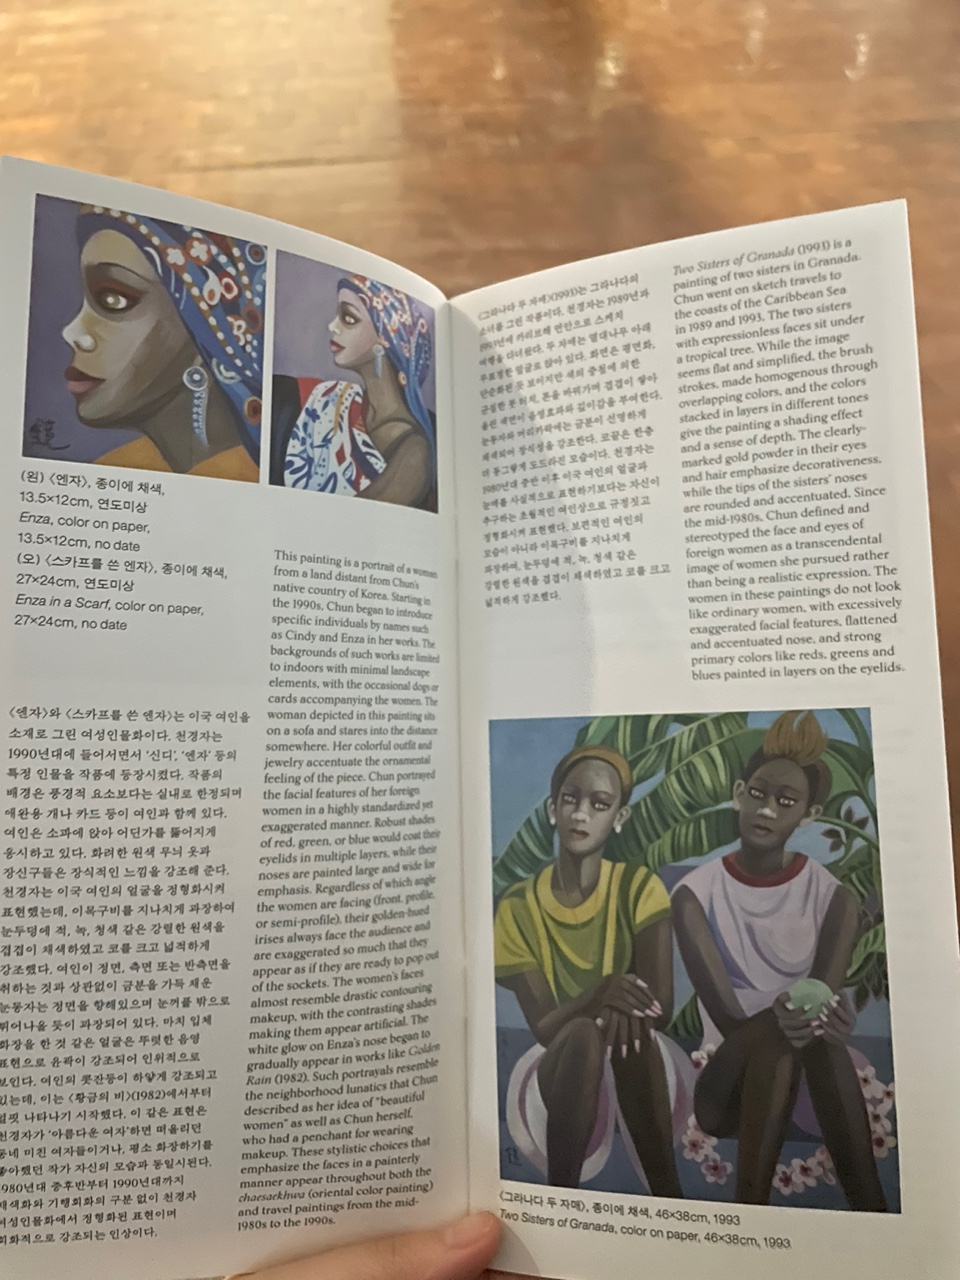 (왼) 〈엔자〉, 종이에 채색,
13.5×12cm, 연도미상
Enza, color on paper,
13.5×12cm, no date
(오) 〈스카프를 쓴 엔자〉, 종이에 채색,
27×24cm, 연도미상
Enza in a Scarf, color on paper,
27×24cm, no date
〈엔자〉와 〈스카프를 쓴 엔자〉는 이국 여인을
소재로 그린 여성인물화이다. 천경자는
1990년대에 들어서면서 '신디', '엔자' 등의
특정 인물을 작품에 등장시켰다. 작품의
배경은 풍경적 요소보다는 실내로 한정되며
애완용 개나 카드 등이 여인과 함께 있다.
여인은 소파에 앉아 어딘가를 뚫어지게
응시하고 있다. 화려한 원색 무늬 옷과
장신구들은 장식적인 느낌을 강조해 준다.
천경자는 이국 여인의 얼굴을 정형화시켜
표현했는데, 이목구비를 지나치게 과장하여
눈두덩에 적, 녹, 청색 같은 강렬한 원색을
겹겹이 채색하였고 코를 크고 넓적하게
강조했다. 여인이 정면, 측면 또는 반측면을
취하는 것과 상관없이 금분을 가득 채운
눈동자는 정면을 향해있으며 눈꺼풀 밖으로
튀어나올 듯이 과장되어 있다. 마치 입체
화장을 한 것 같은 얼굴은 뚜렷한 음영
표현으로 윤곽이 강조되어 인위적으로
보인다. 여인의 콧잔등이 하얗게 강조되고
있는데, 이는 〈황금의 비〉(1982)에서부터
얼핏 나타나기 시작했다. 이 같은 표현은
천경자가 '아름다운 여자'하면 떠올리던
동네 미친 여자들이거나, 평소 화장하기를
좋아했던 작가 자신의 모습과 동일시된다.
1980년대 중후반부터 1990년대까지
채색화와 기행회화의 구분 없이 천경자
여성인물화에서 정형화된 표현이며
회화적으로 강조되는 인상이다.
This painting is a portrait of a woman
from a land distant from Chun's
native country of Korea. Starting in
the 1990s, Chun began to introduce
specific individuals by names such
as Cindy and Enza in her works. The
backgrounds of such works are limited
to indoors with minimal landscape
elements, with the occasional dogs or
cards accompanying the women. The
woman depicted in this painting sits
on a sofa and stares into the distance
somewhere. Her colorful outfit and
jewelry accentuate the ornamental
feeling of the piece. Chun portrayed
the facial features of her foreign
women in a highly standardized yet
exaggerated manner. Robust shades
of red, green, or blue would coat their
eyelids in multiple layers, while their
noses are painted large and wide for
emphasis. Regardless of which angle
the women are facing (front, profile,
or semi-profile), their golden-hued
irises always face the audience and
are exaggerated so much that they
appear as if they are ready to pop out
of the sockets. The women's faces
almost resemble drastic contouring
makeup, with the contrasting shades
making them appear artificial. The
white glow on Enza's nose began to
gradually appear in works like Golden
Rain (1982). Such portrayals resemble
the neighborhood lunatics that Chun
described as her idea of "beautiful
women" as well as Chun herself,
who had a penchant for wearing
makeup. These stylistic choices that
emphasize the faces in a painterly
manner appear throughout both the
chaesaekhwa (oriental color painting)
and travel paintings from the mid-
1980s to the 1990s.
〈그라나다 두 자매〉(1993)는 그라나다의
소녀를 그린 작품이다. 천경자는 1989년과
1993년에 카리브해 연안으로 스케치
여행을 다녀왔다. 두 자매는 열대나무 아래
무표정한 얼굴로 앉아 있다. 화면은 평면화,
단순화된 듯 보이지만 색의 중첩에 의한
균질한 붓 터치, 톤을 바꿔가며 겹겹이 쌓아
올린 색면이 음영효과와 깊이감을 부여한다.
눈동자와 머리카락에는 금분이 선명하게
채색되어 장식성을 강조한다. 코끝은 한층
더 동그랗게 도드라진 모습이다. 천경자는
1980년대 중반 이후 이국 여인의 얼굴과
눈매를 사실적으로 표현하기보다는 자신이
추구하는 초월적인 여인상으로 규정짓고
정형화시켜 표현했다. 보편적인 여인의
모습이 아니라 이목구비를 지나치게
과장하여, 눈두덩에 적, 녹, 청색 같은
강렬한 원색을 겹겹이 채색하였고 코를 크고
넓적하게 강조했다.
Two Sisters of Granada (1993) is a
painting of two sisters in Granada.
Chun went on sketch travels to
the coasts of the Caribbean Sea
in 1989 and 1993. The two sisters
with expressionless faces sit under
a tropical tree. While the image
seems flat and simplified, the brush
strokes, made homogenous through
overlapping colors, and the colors
stacked in layers in different tones
give the painting a shading effect
and a sense of depth. The clearly-
marked gold powder in their eyes
and hair emphasize decorativeness,
while the tips of the sisters' noses
are rounded and accentuated. Since
the mid-1980s, Chun defined and
stereotyped the face and eyes of
foreign women as a transcendental
image of women she pursued rather
than being a realistic expression. The
women in these paintings do not look
like ordinary women, with excessively
exaggerated facial features, flattened
and accentuated nose, and strong
primary colors like reds, greens and
blues painted in layers on the eyelids.
〈그라나다 두 자매〉, 종이에 채색, 46×38cm, 1993
Two Sisters of Granada, color on paper, 46×38cm, 1993